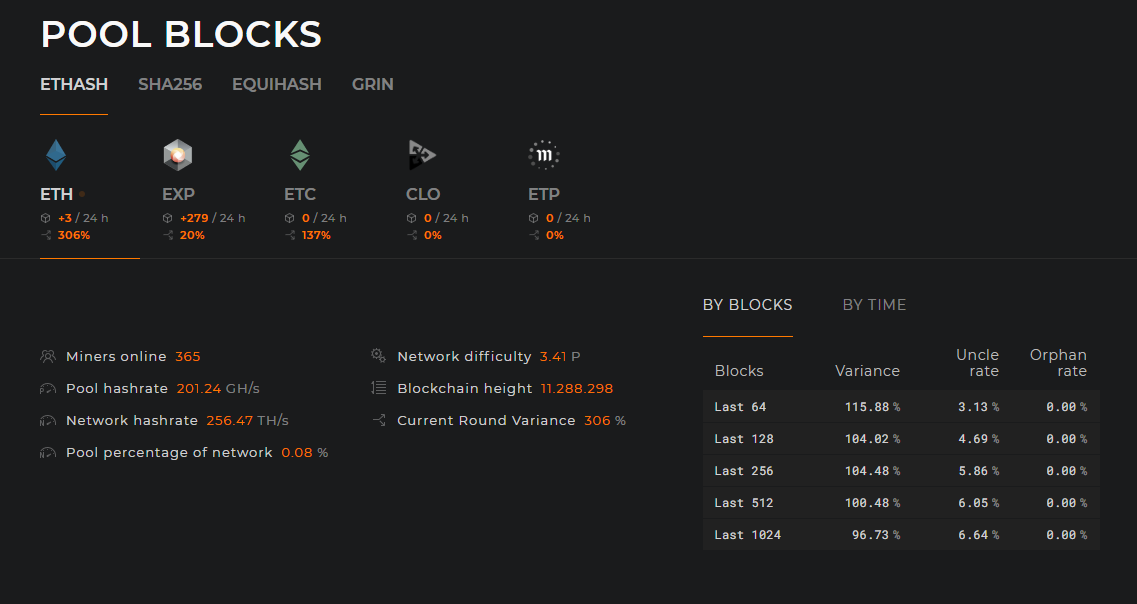 POOL BLOCKS
ETHASH SHA256 EQUIHASH GRIN
m
ETH EXP ETC CLO ETP
+3 / 24 h +279 / 24 h 0 / 24 h 0 / 24 h 0 / 24 h
306% 20% 137% 0% 0%
BY BLOCKS BY TIME
Miners online 365
Pool hashrate 201.24 GH/s
Network hashrate 256.47 TH/s
Pool percentage of network 0.08 %
Network difficulty 3.41 P
Blockchain height 11.288.298
Current Round Variance 306 %
Blocks Variance Uncle rate Orphan rate
Last 64 115.88 % 3.13 % 0.00 %
Last 128 104.02 % 4.69 % 0.00 %
Last 256 104.48 % 5.86 % 0.00 %
Last 512 100.48 % 6.05 % 0.00 %
Last 1024 96.73 % 6.64 % 0.00 %